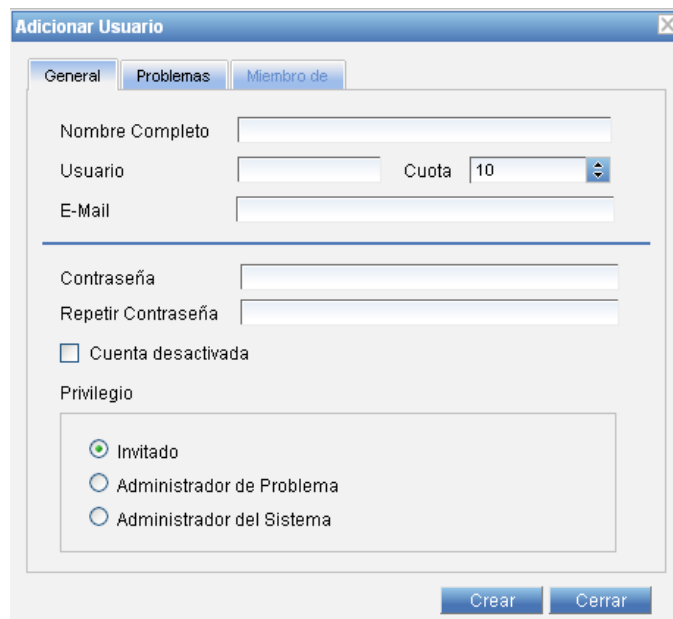 Adicionar Usuario
General Problemas Miembro de
Nombre Completo
Usuario Cuota 10
E-Mail
Contraseña
Repetir Contraseña
Cuenta desactivada
Privilegio
Invitado
Administrador de Problema
Administrador del Sistema
Crear Cerrar